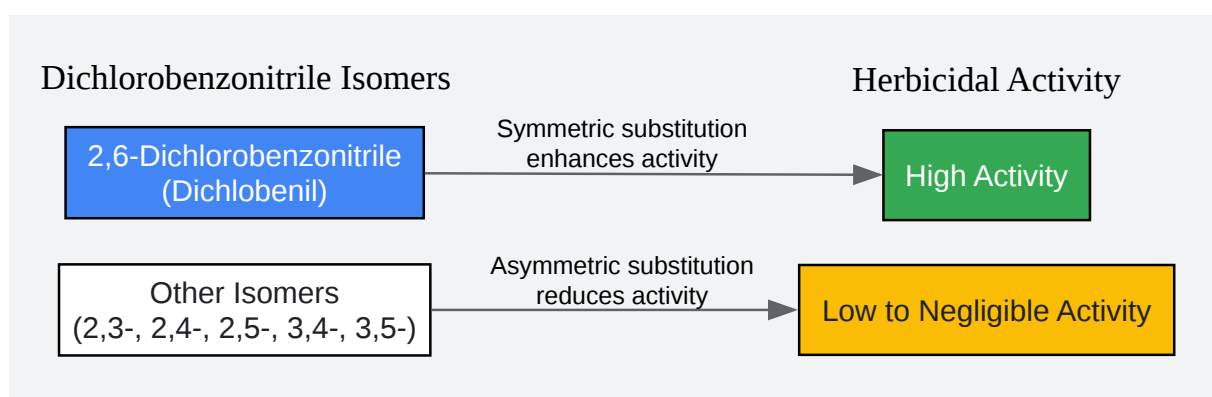 Dichlorobenzonitrile Isomers
Herbicidal Activity
2,6-Dichlorobenzonitrile
(Dichlobenil)
Symmetric substitution
enhances activity
High Activity
Other Isomers
(2,3-, 2,4-, 2,5-, 3,4-, 3,5-)
Asymmetric substitution
reduces activity
Low to Negligible Activity